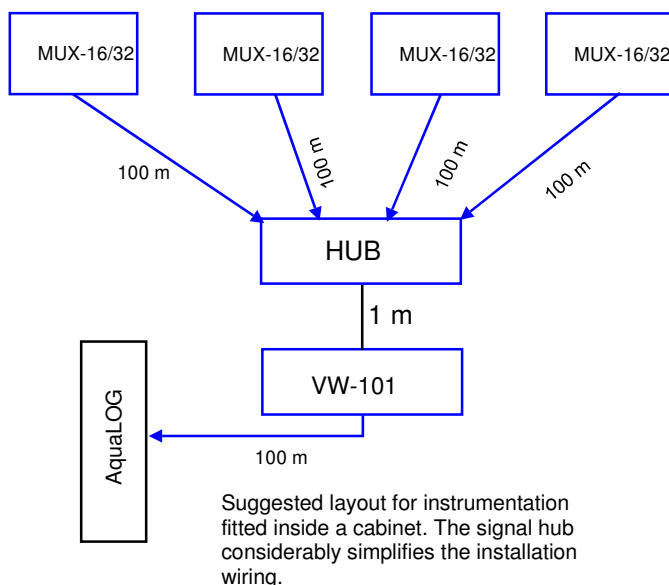 MUX-16/32
MUX-16/32
MUX-16/32
MUX-16/32
100 m
100 m
100 m
100 m
HUB
1 m
VW-101
AquaLOG
100 m
Suggested layout for instrumentation
fitted inside a cabinet. The signal hub
considerably simplifies the installation
wiring.